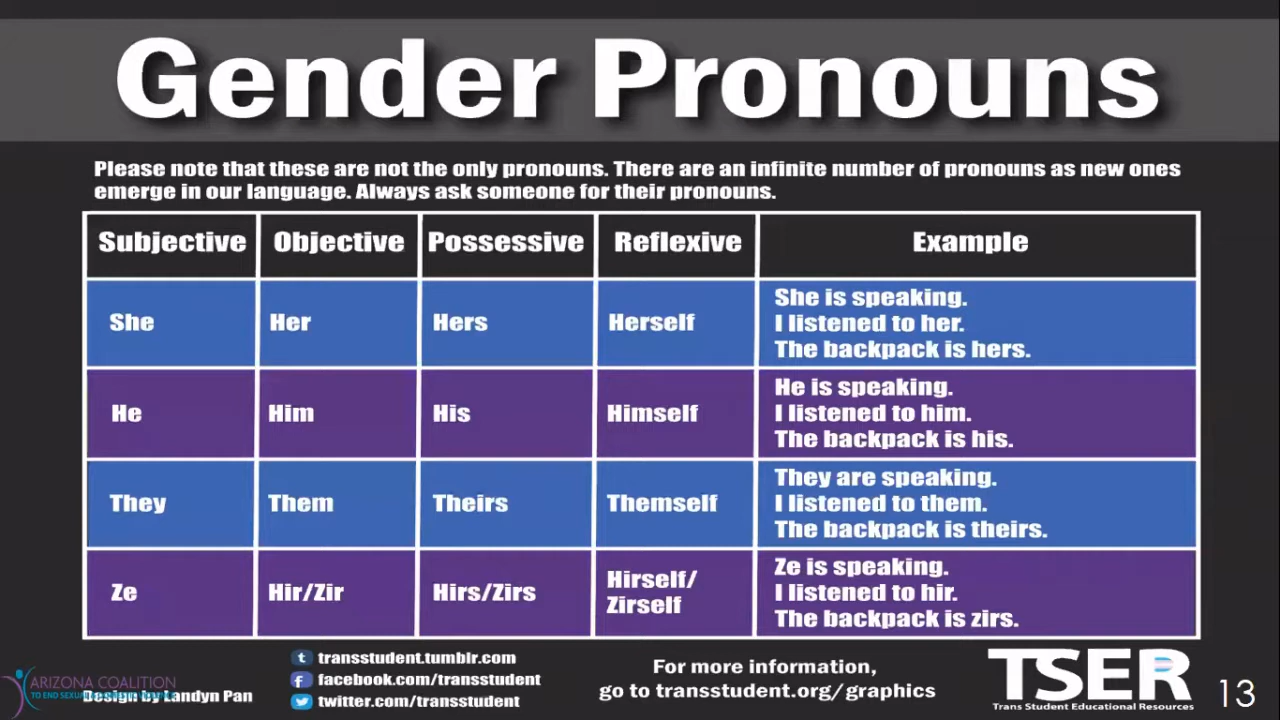 Gender Pronouns
Please note that these are not the only pronouns. There are an infinite number of pronouns as new ones
emerge in our language. Always ask someone for their pronouns.
Subjective Objective Possessive Reflexive Example
She Her Hers Herself
She is speaking.
I listened to her.
The backpack is hers.
He Him His Himself
He is speaking.
I listened to him.
The backpack is his.
They Them Theirs Themself
They are speaking.
I listened to them.
The backpack is theirs.
Ze Hir/Zir Hirs/Zirs
Hirself/
Zirself
Ze is speaking.
I listened to hir.
The backpack is zirs.
ARIZONA COALITION
TO END
Design by Landyn Pan
transstudent.tumblr.com
facebook.com/transstudent
twitter.com/transstudent
For more information,
go to transstudent.org/graphics
TSER
Trans Student Educational Resources
13